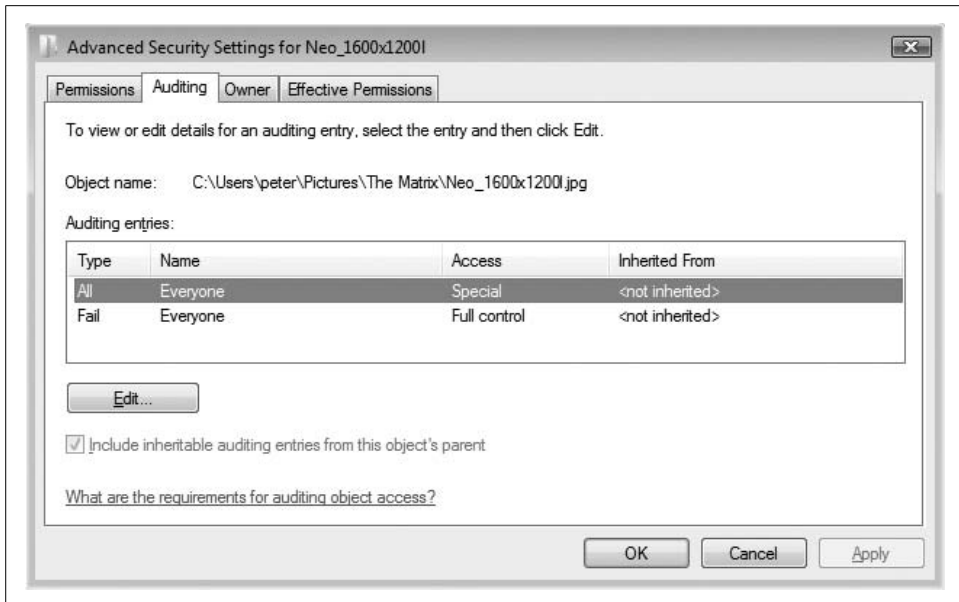 Advanced Security Settings for Neo_1600x1200l
Permissions Auditing Owner Effective Permissions
To view or edit details for an auditing entry, select the entry and then click Edit.
Object name: C:\Users\peter\Pictures\The Matrix\Neo_1600x1200l.jpg
Auditing entries:
Type Name Access Inherited From
All Everyone Special <not inherited>
Fail Everyone Full control <not inherited>
Edit...
Include inheritable auditing entries from this object's parent
What are the requirements for auditing object access?
OK Cancel Apply